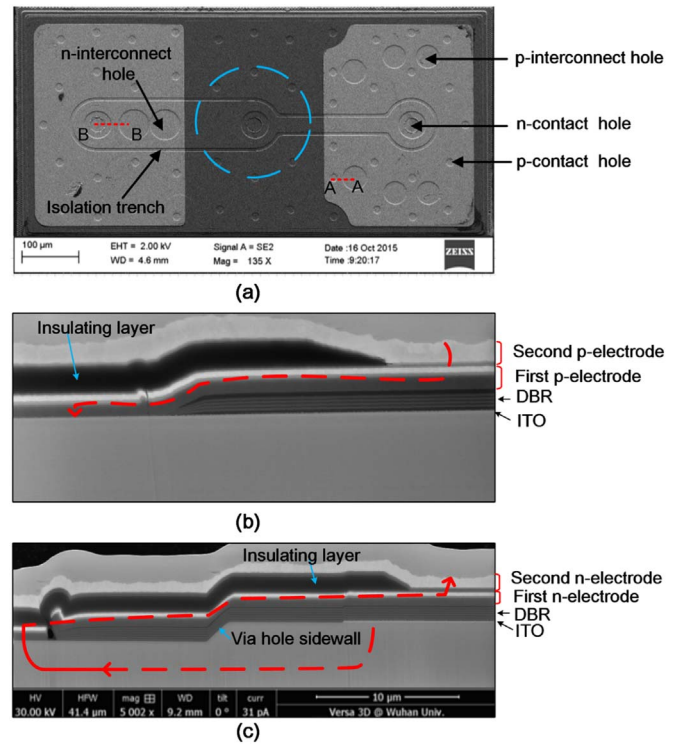 n-interconnect
hole
p-interconnect hole
n-contact hole
B B
p-contact hole
A A
Isolation trench
100 µm
EHT = 2.00 kV
Signal A = SE2
Date :16 Oct 2015
WD = 4.6 mm
Mag = 135 X
Time :9:20:17
ZEISS
(a)
Insulating layer
Second p-electrode
First p-electrode
DBR
ITO
(b)
Insulating layer
Second n-electrode
First n-electrode
DBR
ITO
Via hole sidewall
HV HFW mag WD tilt curr
30.00 kV 41.4 µm 5 002 x 9.2 mm 0 ° 31 pA
10 µm
Versa 3D @ Wuhan Univ.
(c)